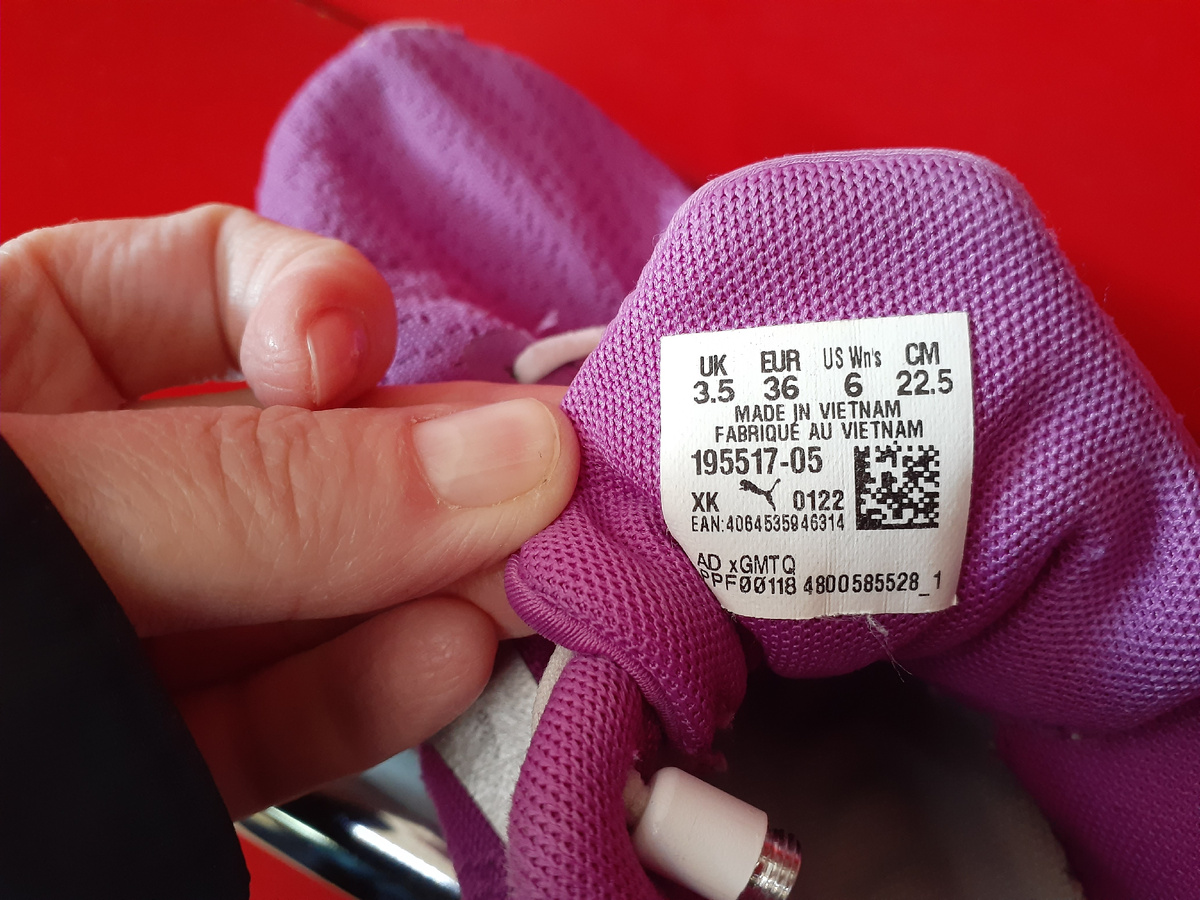 UK EUR US Wn's CM
3.5 36 6 22.5
MADE IN VIETNAM
FABRIQUE AU VIETNAM
195517-05
XK 0122
EAN:4064535946314
AD xGMTQ
PPF00118 4800585528_1